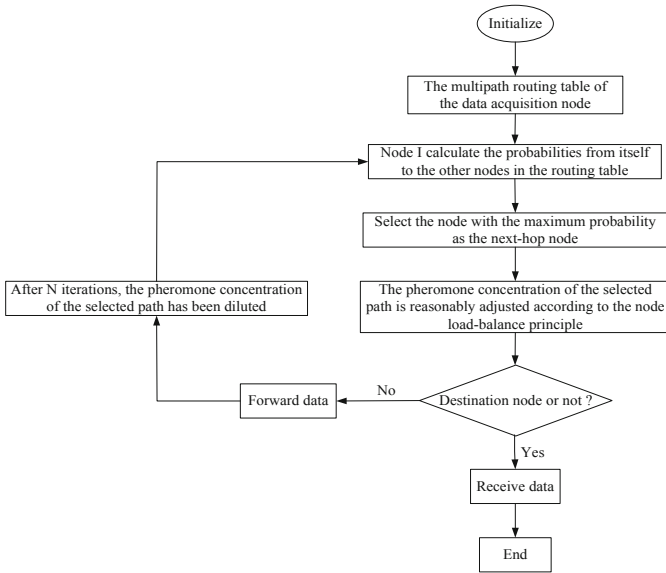 Initialize
The multipath routing table of
the data acquisition node
Node I calculate the probabilities from itself
to the other nodes in the routing table
Select the node with the maximum probability
as the next-hop node
After N iterations, the pheromone concentration
of the selected path has been diluted
The pheromone concentration of the selected
path is reasonably adjusted according to the node
load-balance principle
Forward data
No
Destination node or not ?
Yes
Receive data
End